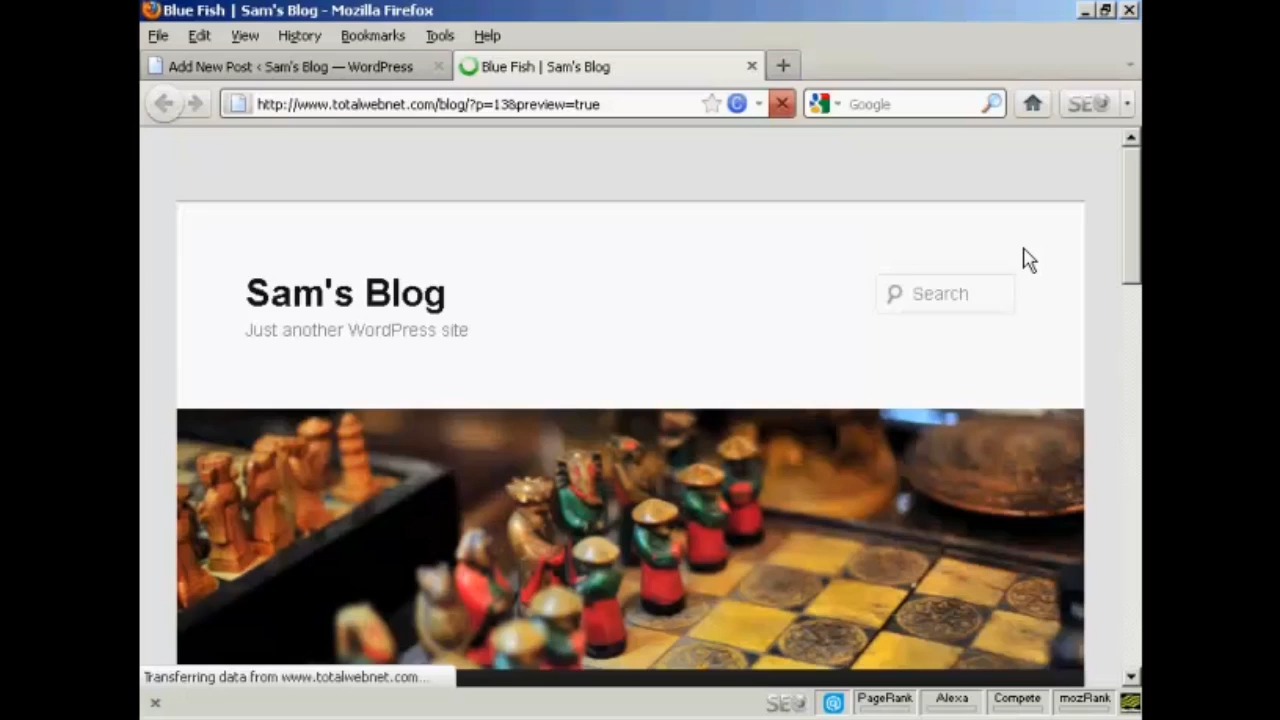 Blue Fish | Sam's Blog - Mozilla Firefox
File Edit View History Bookmarks Tools Help
Add New Post ‹ Sam's Blog — WordPress
Blue Fish | Sam's Blog
http://www.totalwebnet.com/blog/?p=13&preview=true
Google
SEO
Sam's Blog
Search
Just another WordPress site
Transferring data from www.totalwebnet.com...
SEO PageRank Alexa Compete mozRank